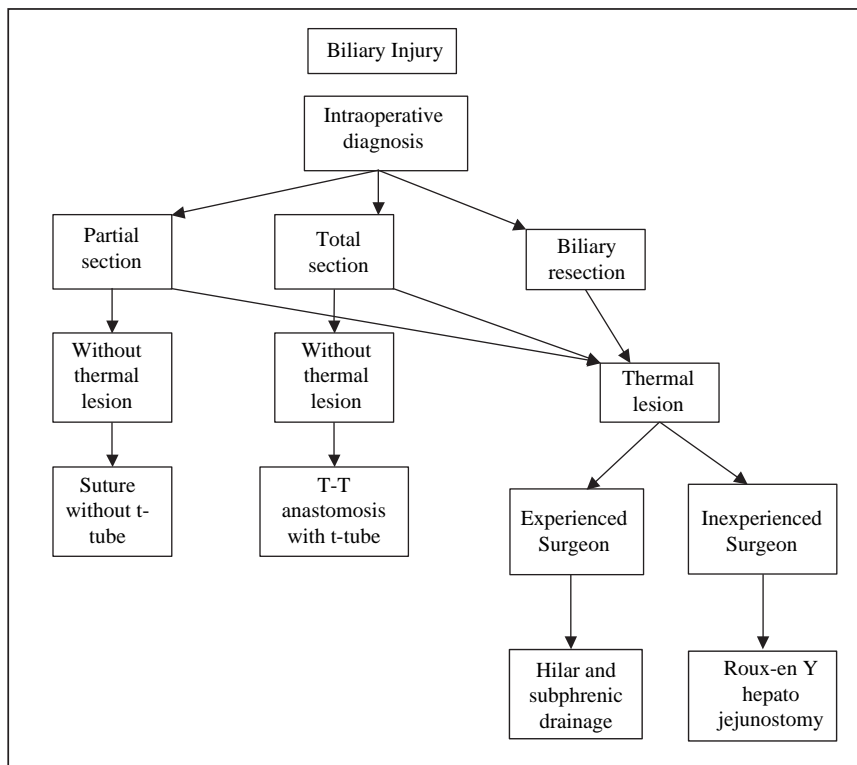 Biliary Injury
Intraoperative
diagnosis
Partial
section
Total
section
Biliary
resection
Without
thermal
lesion
Without
thermal
lesion
Thermal
lesion
Suture
without t-
tube
T-T
anastomosis
with t-tube
Experienced
Surgeon
Inexperienced
Surgeon
Hilar and
subphrenic
drainage
Roux-en Y
hepato
jejunostomy